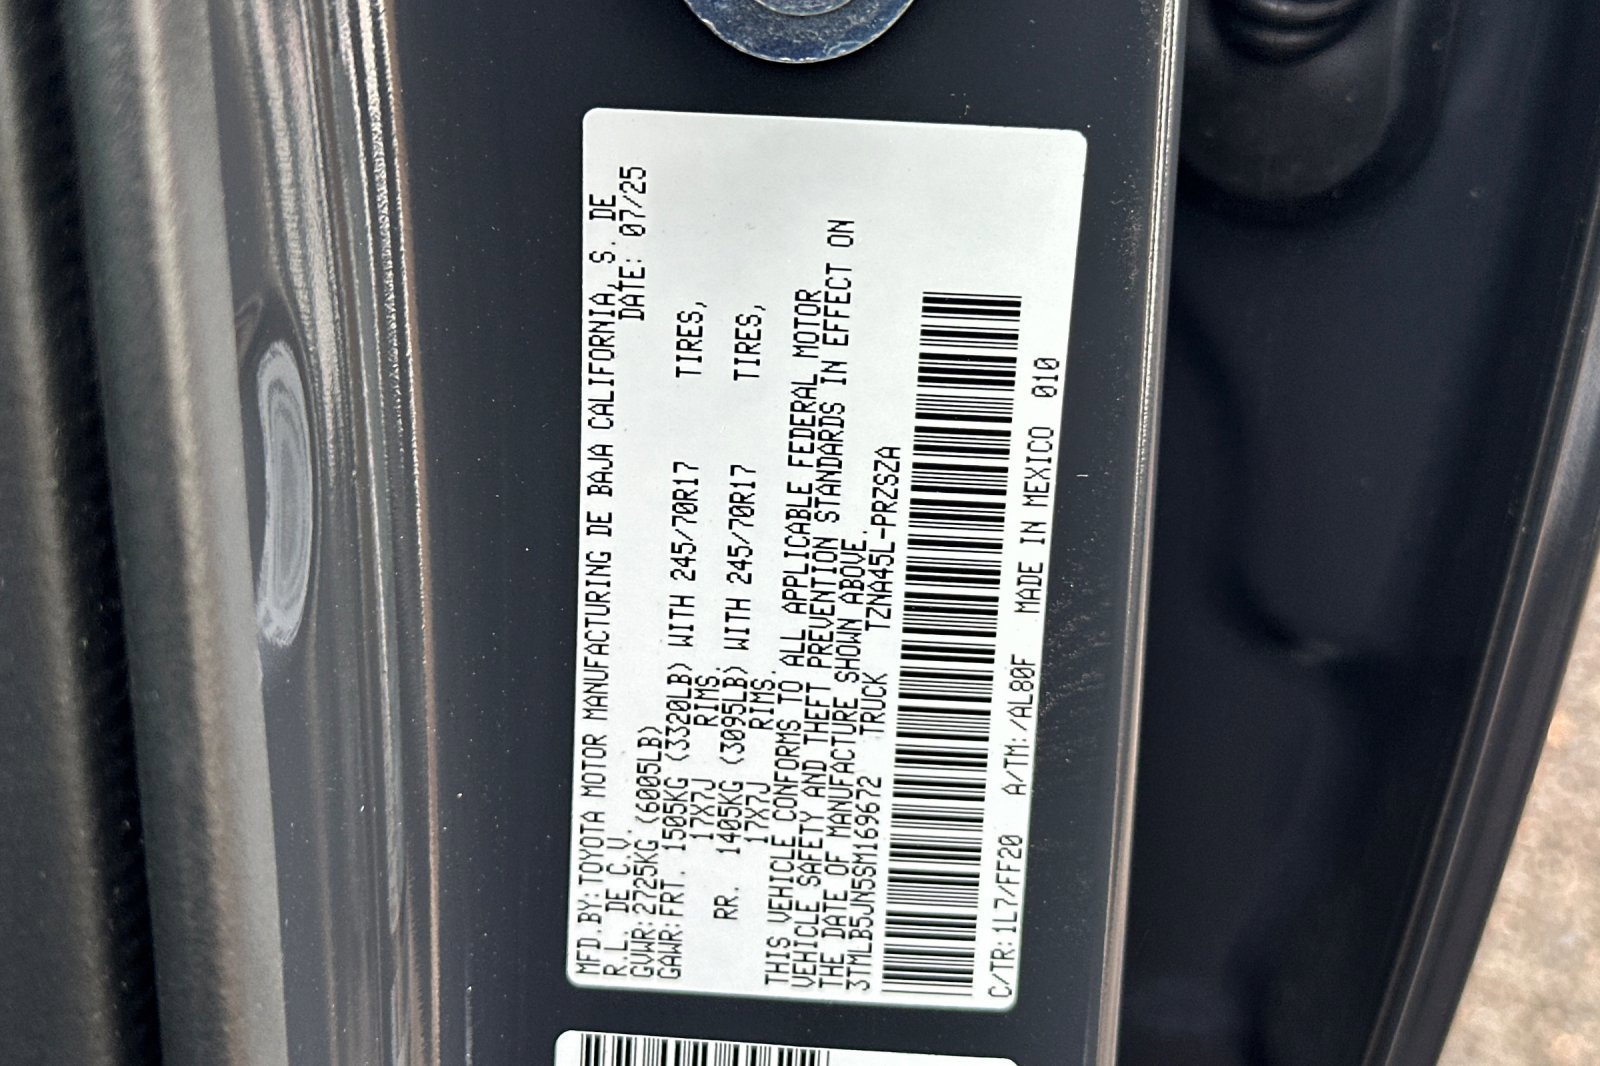 MFD.BY:TOYOTA MOTOR MANUFACTURING DE BAJA CALIFORNIA, S. DE
R.L. DE C.V. DATE: 07/25
GVWR:2725KG (6005LB)
GAWR:FRT. 1505KG (3320LB) WITH 245/70R17 TIRES,
17X7J RIMS.
RR. 1405KG (3095LB) WITH 245/70R17 TIRES,
17X7J RIMS.
THIS VEHICLE CONFORMS TO ALL APPLICABLE FEDERAL MOTOR
VEHICLE SAFETY AND THEFT PREVENTION STANDARDS IN EFFECT ON
THE DATE OF MANUFACTURE SHOWN ABOVE.
3TMLB5JN5SM169672 TRUCK TZNA45L-PRZSZA
C/TR:1L7/FF20 A/TM:/AL80F MADE IN MEXICO 010